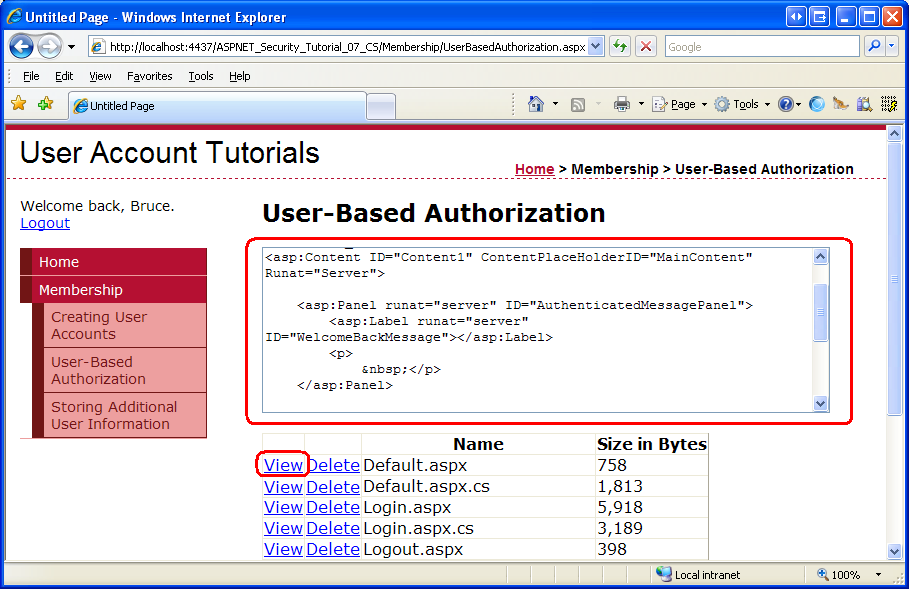 Untitled Page - Windows Internet Explorer
http://localhost:4437/ASPNET_Security_Tutorial_07_CS/Membership/UserBasedAuthorization.aspx
Google
File Edit View Favorites Tools Help
Untitled Page
Page Tools
User Account Tutorials
Home > Membership > User-Based Authorization
Welcome back, Bruce.
Logout
Home
Membership
Creating User
Accounts
User-Based
Authorization
Storing Additional
User Information
User-Based Authorization
<asp:Content ID="Content1" ContentPlaceHolderID="MainContent"
Runat="Server">
<asp:Panel runat="server" ID="AuthenticatedMessagePanel">
<asp:Label runat="server"
ID="WelcomeBackMessage"></asp:Label>
<p>
&nbsp;</p>
</asp:Panel>
Name Size in Bytes
View Delete Default.aspx 758
View Delete Default.aspx.cs 1,813
View Delete Login.aspx 5,918
View Delete Login.aspx.cs 3,189
View Delete Logout.aspx 398
Local intranet 100%